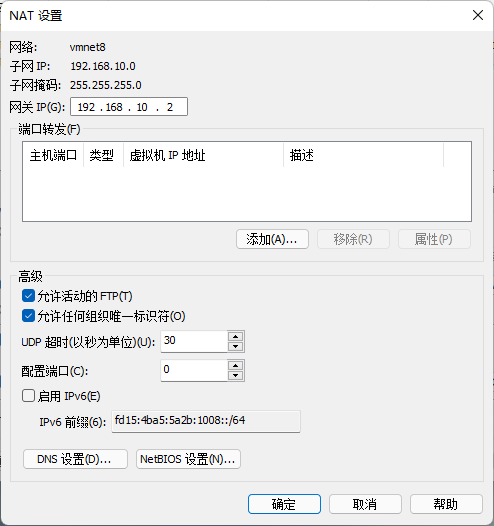 NAT 设置
网络: vmnet8
子网 IP: 192.168.10.0
子网掩码: 255.255.255.0
网关 IP(G): 192 . 168 . 10 . 2
端口转发(F)
主机端口 类型 虚拟机 IP 地址 描述
添加(A)... 移除(R) 属性(P)
高级
允许活动的 FTP(T)
允许任何组织唯一标识符(O)
UDP 超时(以秒为单位)(U): 30
配置端口(C): 0
启用 IPv6(E)
IPv6 前缀(6): fd15:4ba5:5a2b:1008::/64
DNS 设置(D)... NetBIOS 设置(N)...
确定 取消 帮助